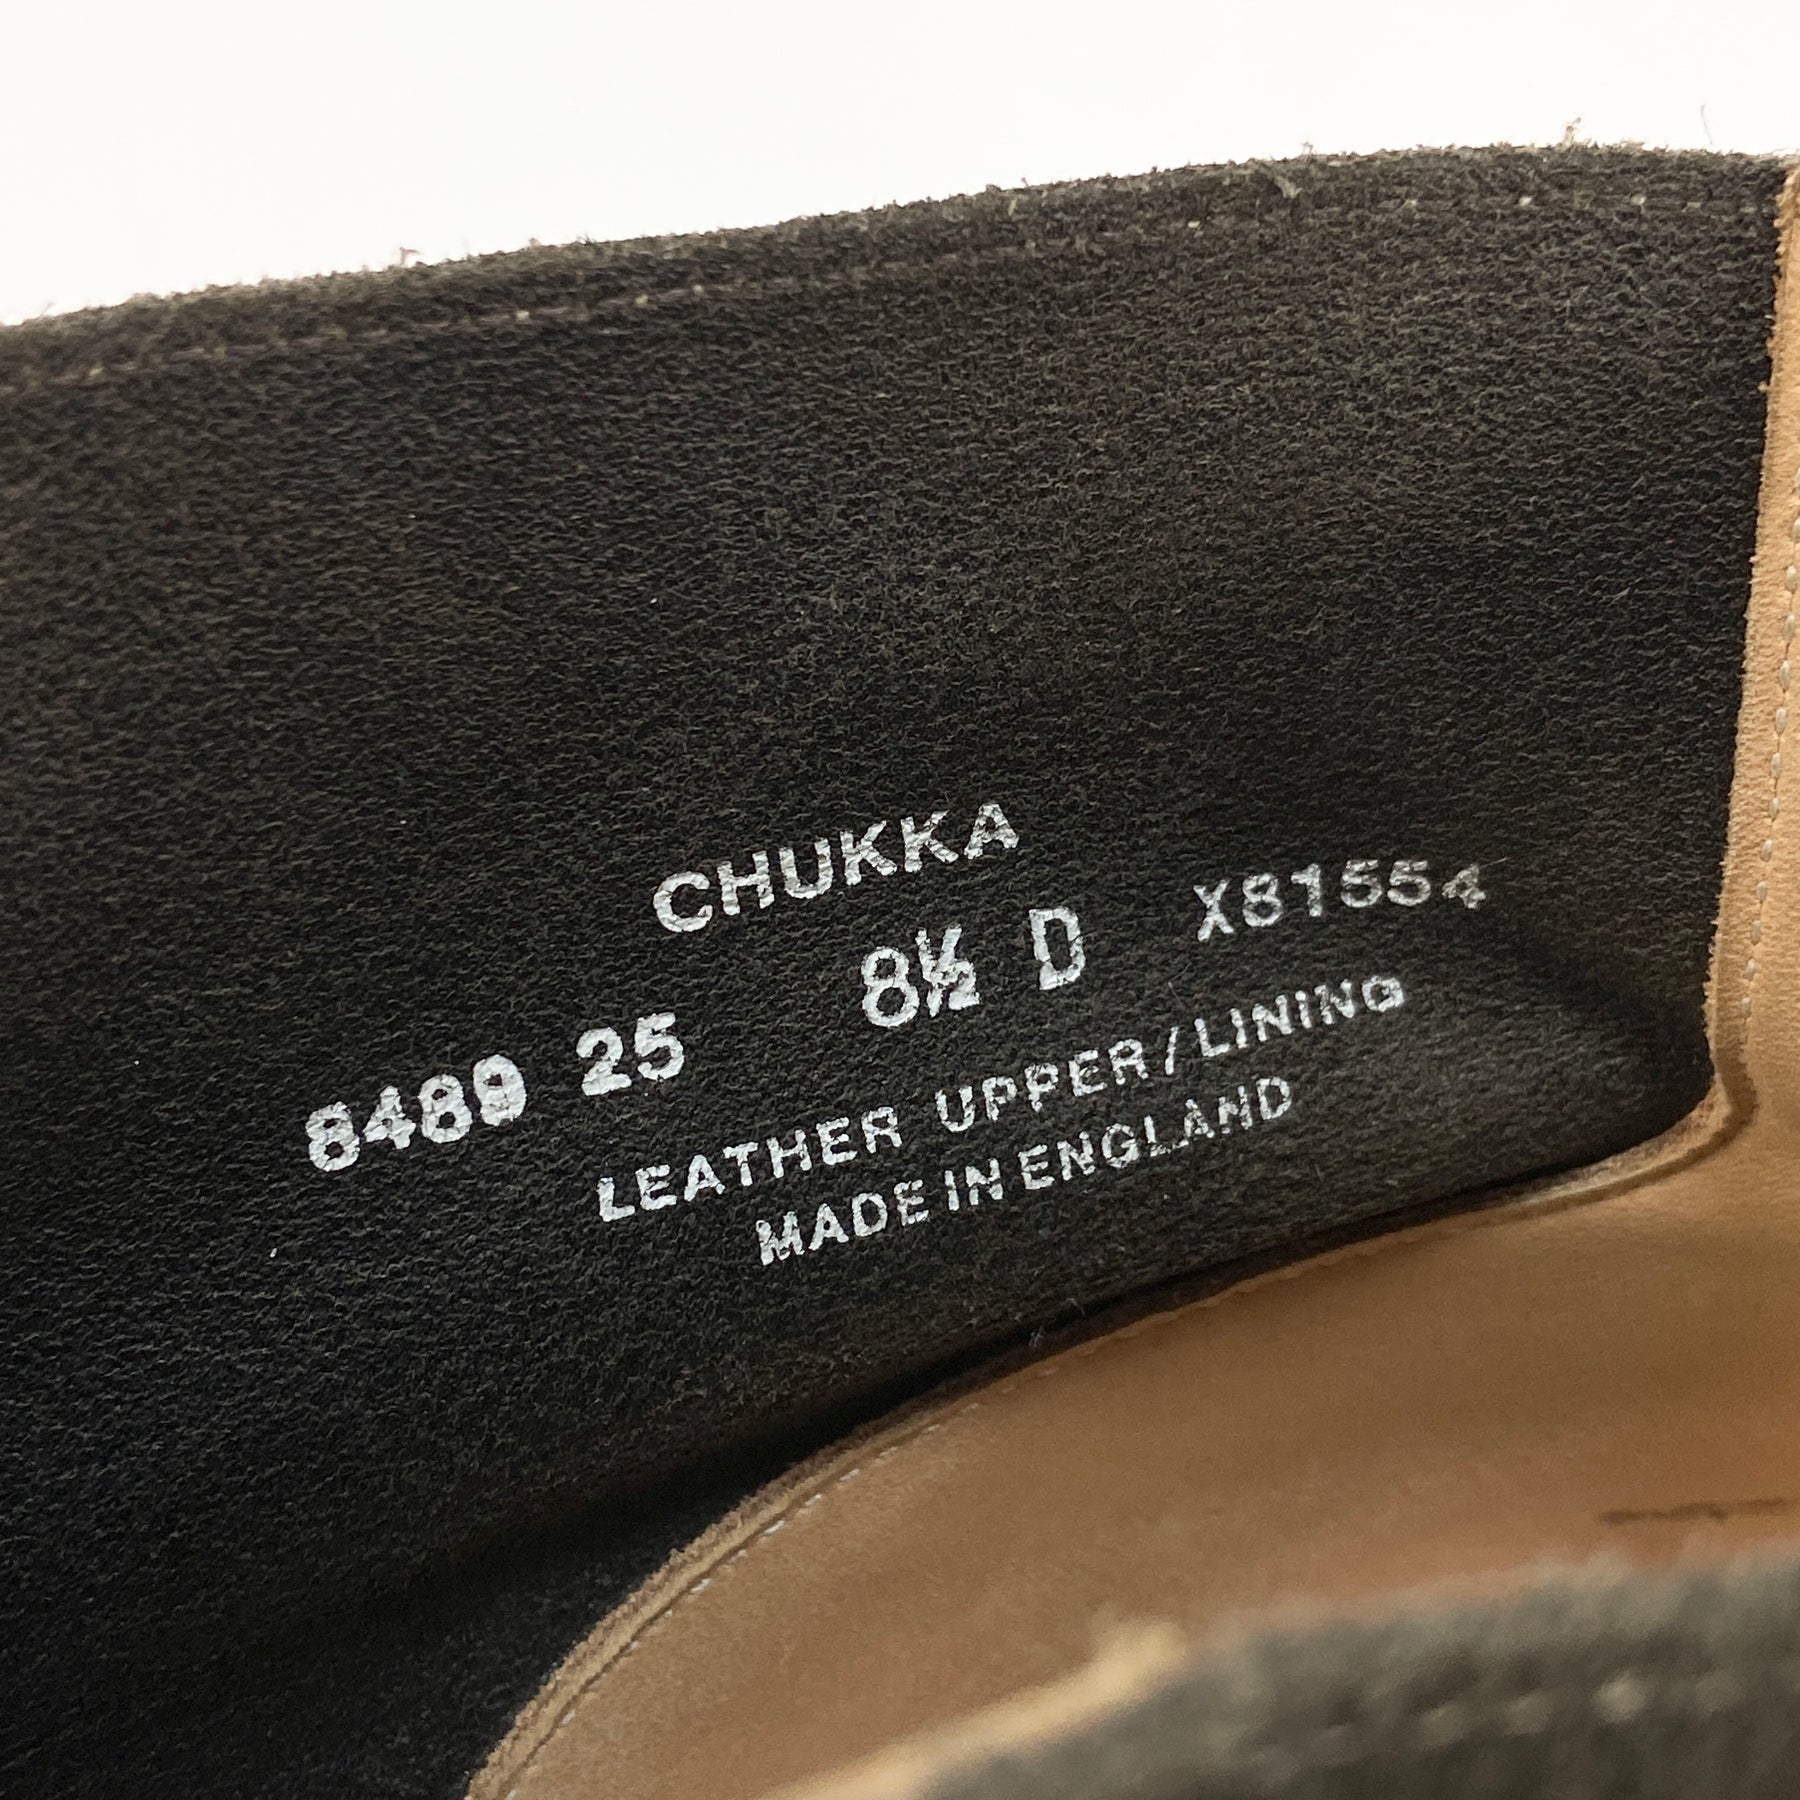 CHUKKA
8489 25 8½ D X81554
LEATHER UPPER/LINING
MADE IN ENGLAND